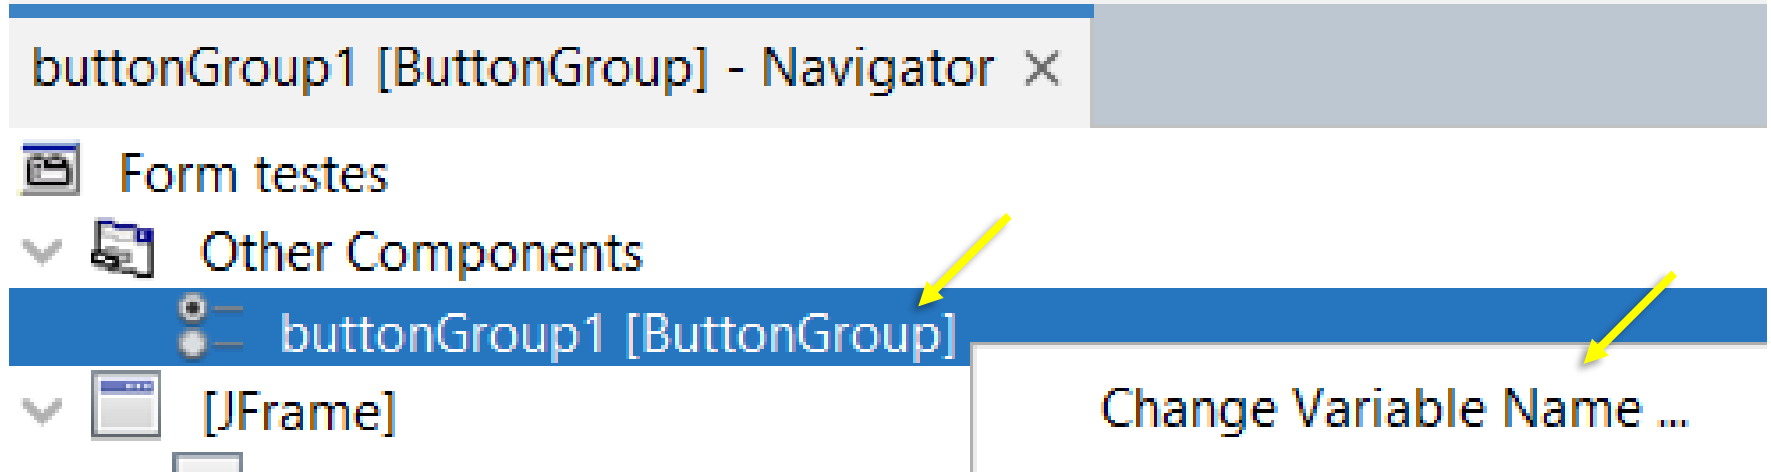 buttonGroup1 [ButtonGroup] - Navigator ×
Form testes
Other Components
buttonGroup1 [ButtonGroup]
[JFrame]
Change Variable Name ...